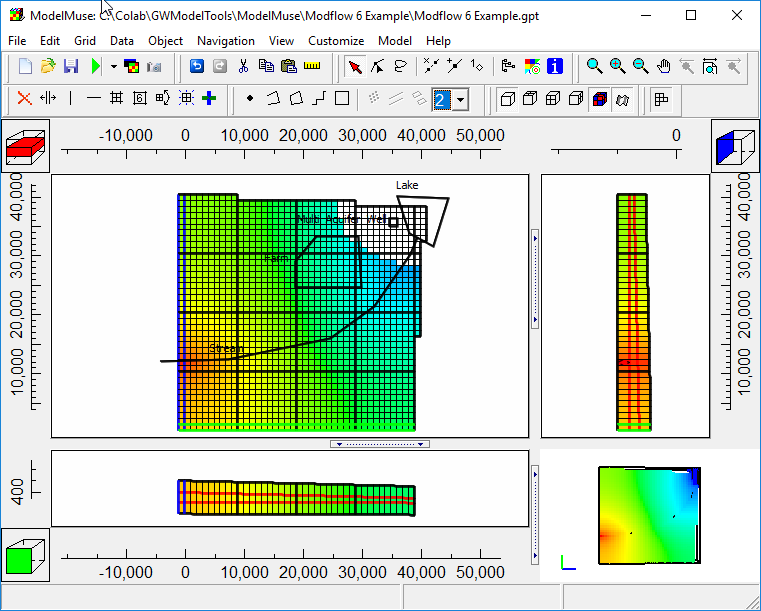 ModelMuse: C:\Colab\GWModelTools\ModelMuse\Modflow 6 Example\Modflow 6 Example.gpt
File Edit Grid Data Object Navigation View Customize Model Help
6 2
-10,000 0 10,000 20,000 30,000 40,000 50,000 0
Lake
Multi Aquifer Well
Farm
Stream
40,000 30,000 20,000 10,000
40,000 30,000 20,000 10,000
400
-10,000 0 10,000 20,000 30,000 40,000 50,000